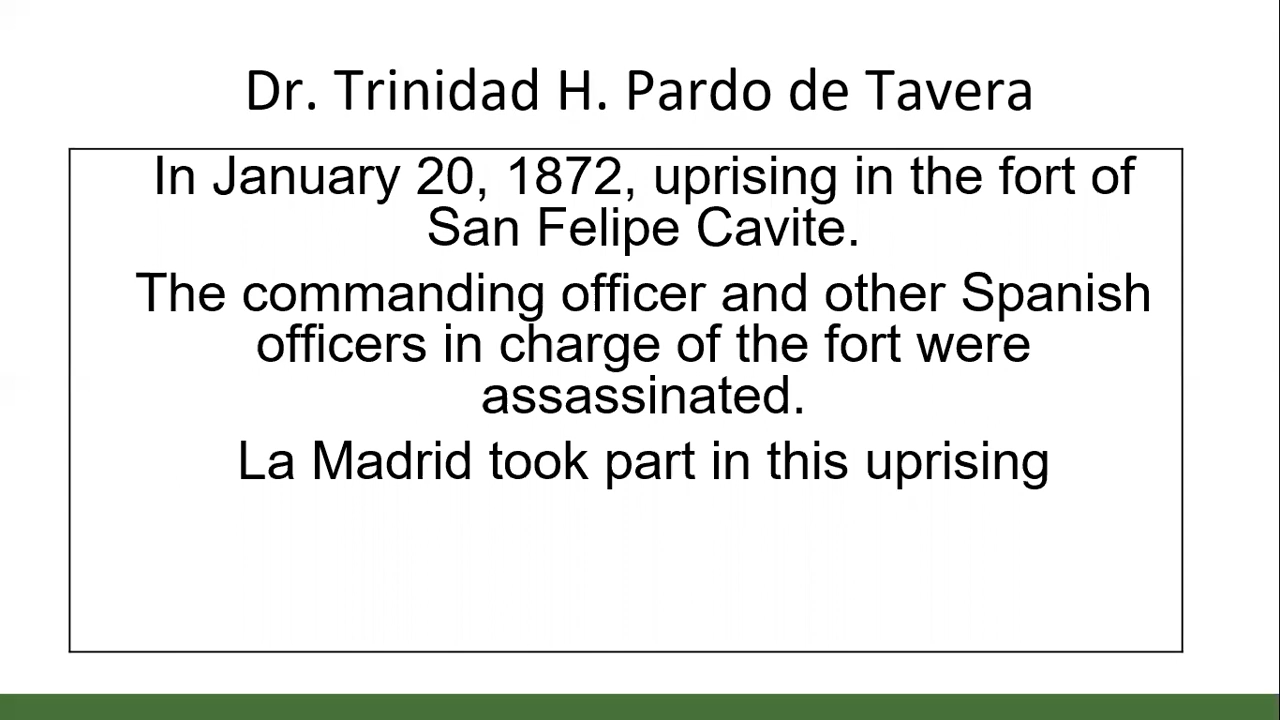 Dr. Trinidad H. Pardo de Tavera
In January 20, 1872, uprising in the fort of
San Felipe Cavite.
The commanding officer and other Spanish
officers in charge of the fort were
assassinated.
La Madrid took part in this uprising